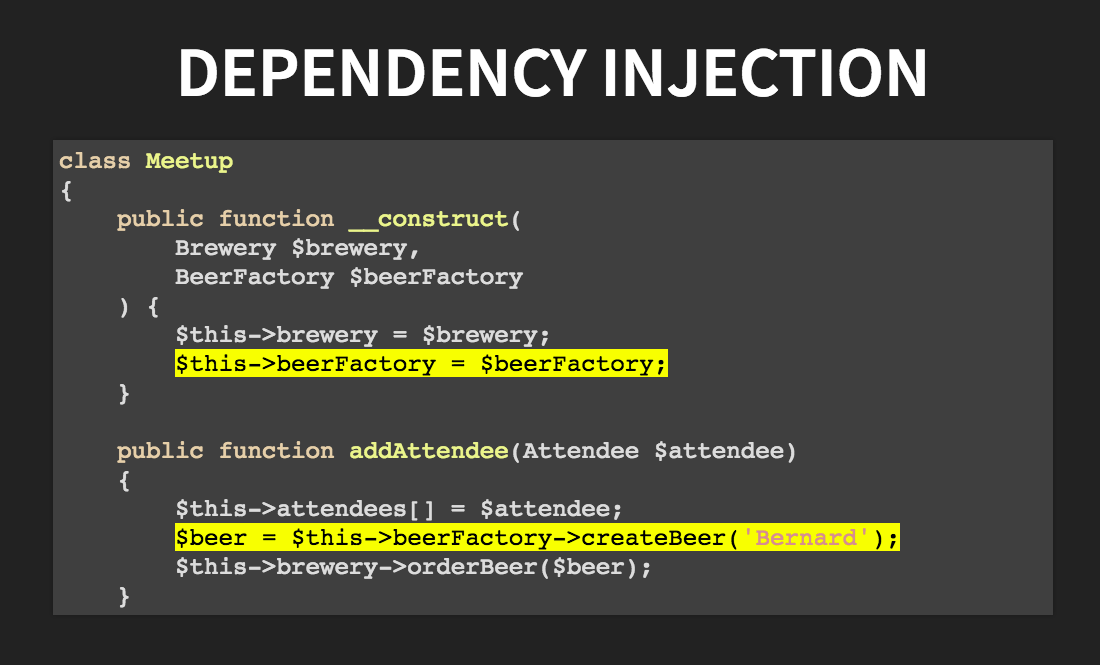 DEPENDENCY INJECTION
class Meetup
{
    public function __construct(
        Brewery $brewery,
        BeerFactory $beerFactory
    ) {
        $this->brewery = $brewery;
        $this->beerFactory = $beerFactory;
    }

    public function addAttendee(Attendee $attendee)
    {
        $this->attendees[] = $attendee;
        $beer = $this->beerFactory->createBeer('Bernard');
        $this->brewery->orderBeer($beer);
    }